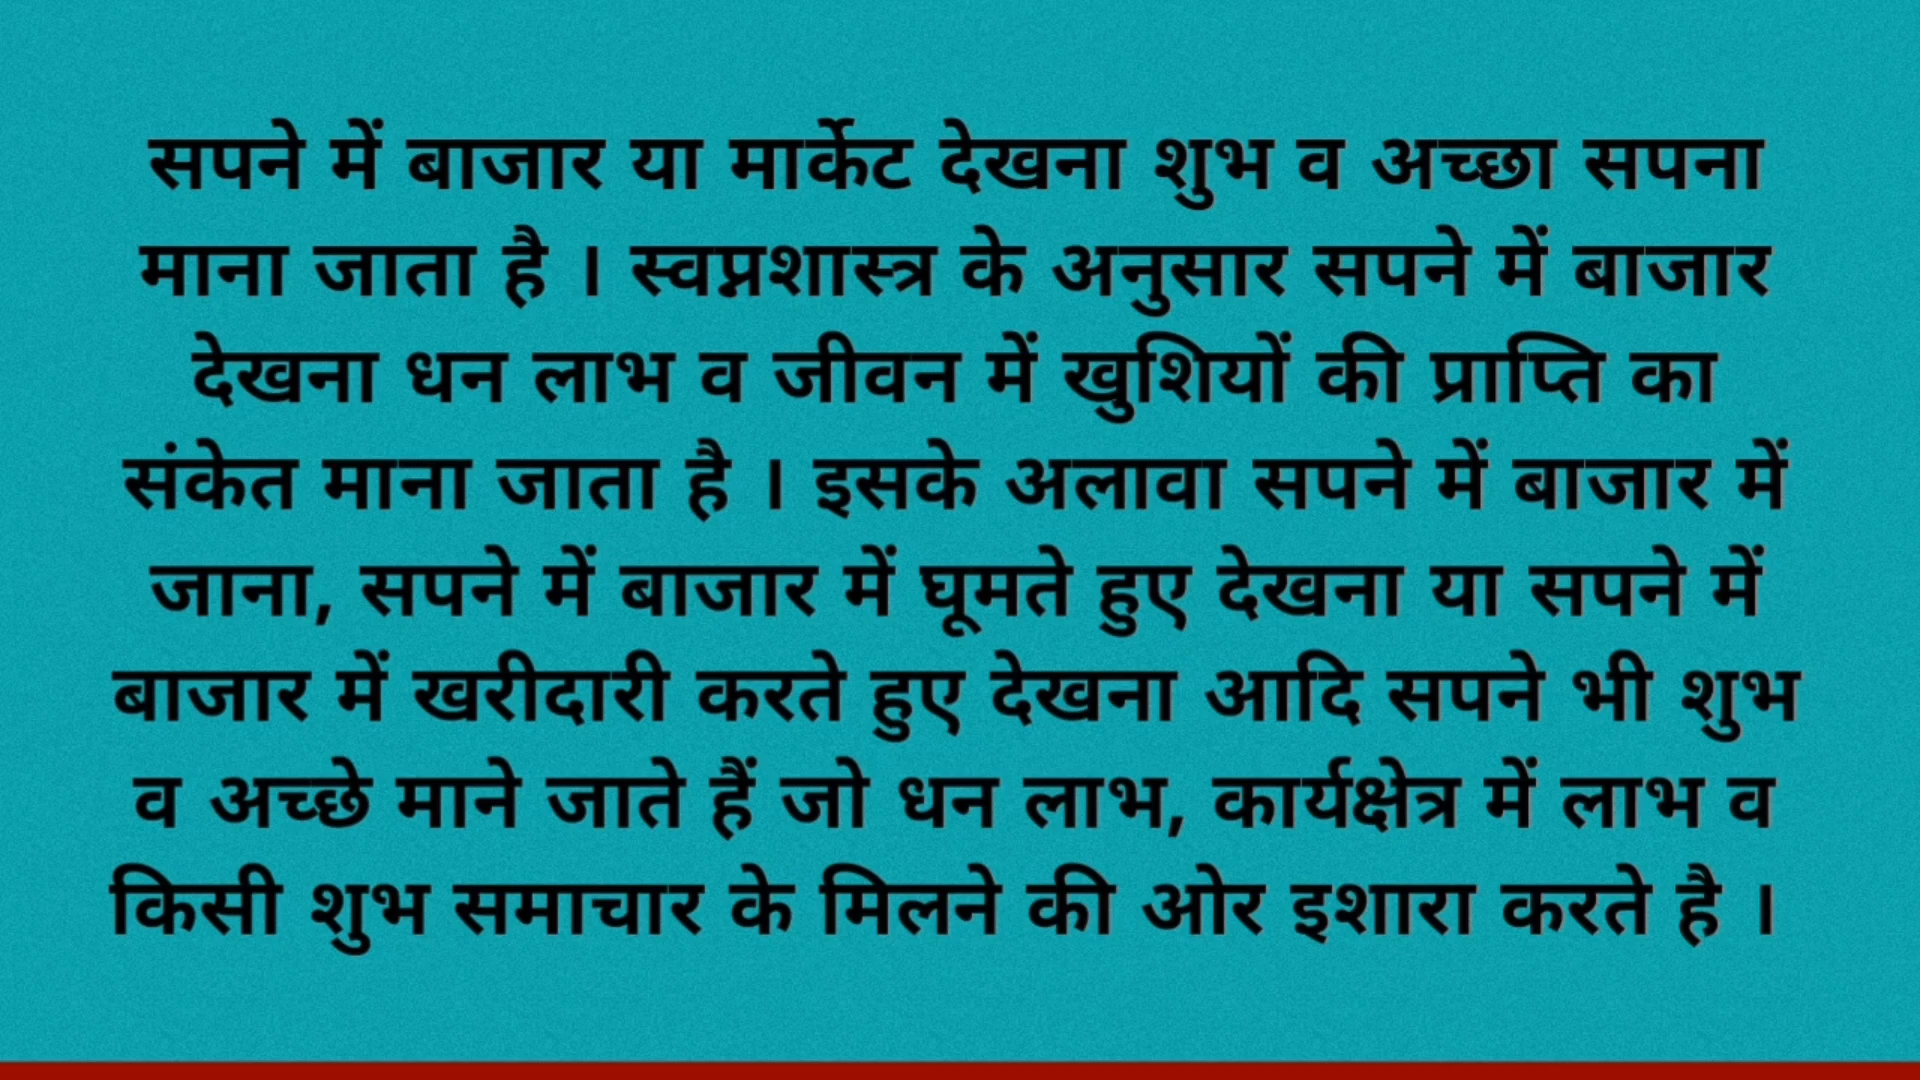 सपने में बाजार या मार्केट देखना शुभ व अच्छा सपना
माना जाता है । स्वप्नशास्त्र के अनुसार सपने में बाजार
देखना धन लाभ व जीवन में खुशियों की प्राप्ति का
संकेत माना जाता है । इसके अलावा सपने में बाजार में
जाना, सपने में बाजार में घूमते हुए देखना या सपने में
बाजार में खरीदारी करते हुए देखना आदि सपने भी शुभ
व अच्छे माने जाते हैं जो धन लाभ, कार्यक्षेत्र में लाभ व
किसी शुभ समाचार के मिलने की ओर इशारा करते है ।